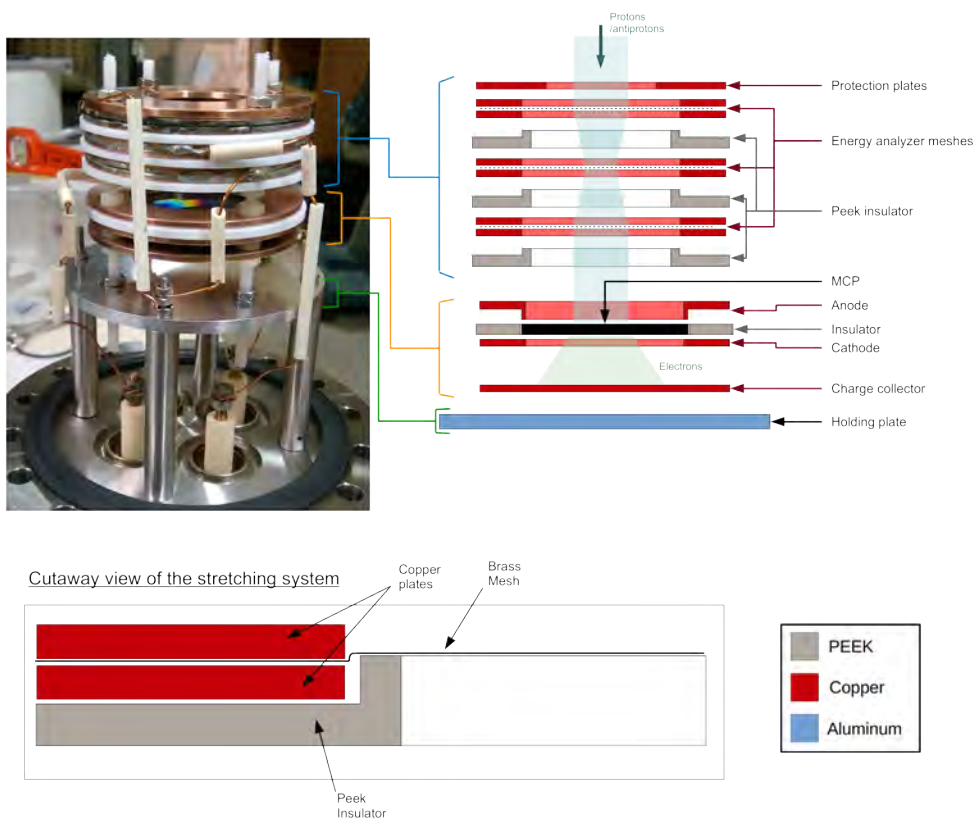 Protons
/antiprotons
Protection plates
Energy analyzer meshes
Peek insulator
MCP
Anode
Insulator
Cathode
Electrons
Charge collector
Holding plate
Cutaway view of the stretching system
Copper
plates
Brass
Mesh
Peek
Insulator
PEEK
Copper
Aluminum